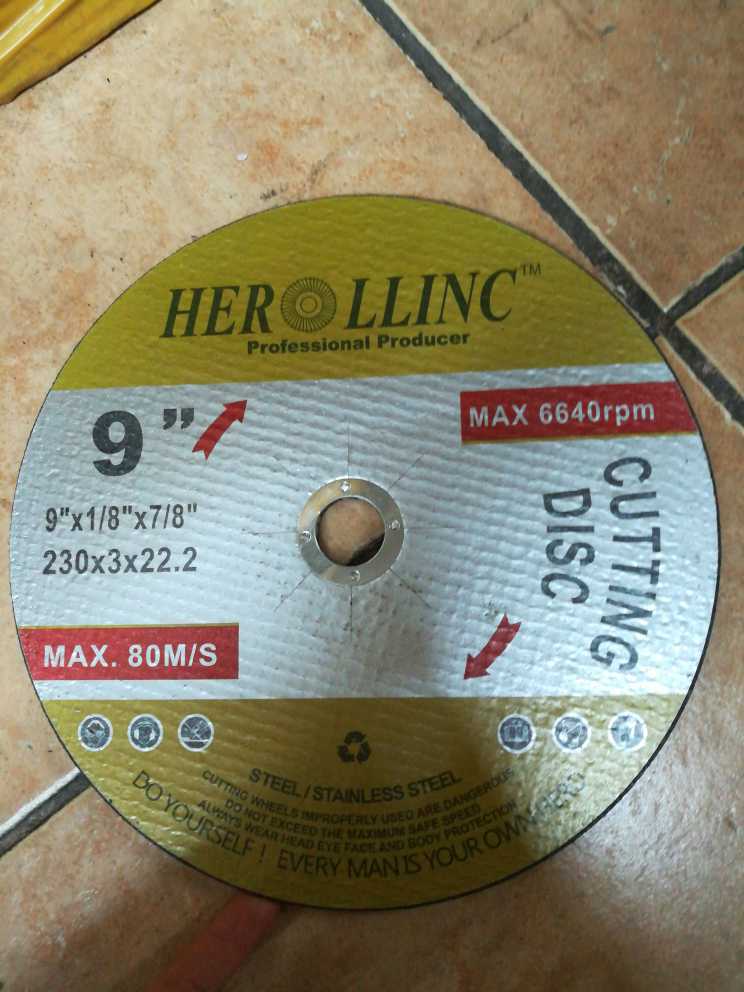 HEROLLINC™
Professional Producer
9”
MAX 6640rpm
9"x1/8"x7/8"
230x3x22.2
CUTTING
DISC
MAX. 80M/S
STEEL / STAINLESS STEEL
CUTTING WHEELS IMPROPERLY USED ARE DANGEROUS
DO NOT EXCEED THE MAXIMUM SAFE SPEED
ALWAYS WEAR HEAD EYE FACE AND BODY PROTECTION
DO YOURSELF ! EVERY MAN IS YOUR OWN HERO